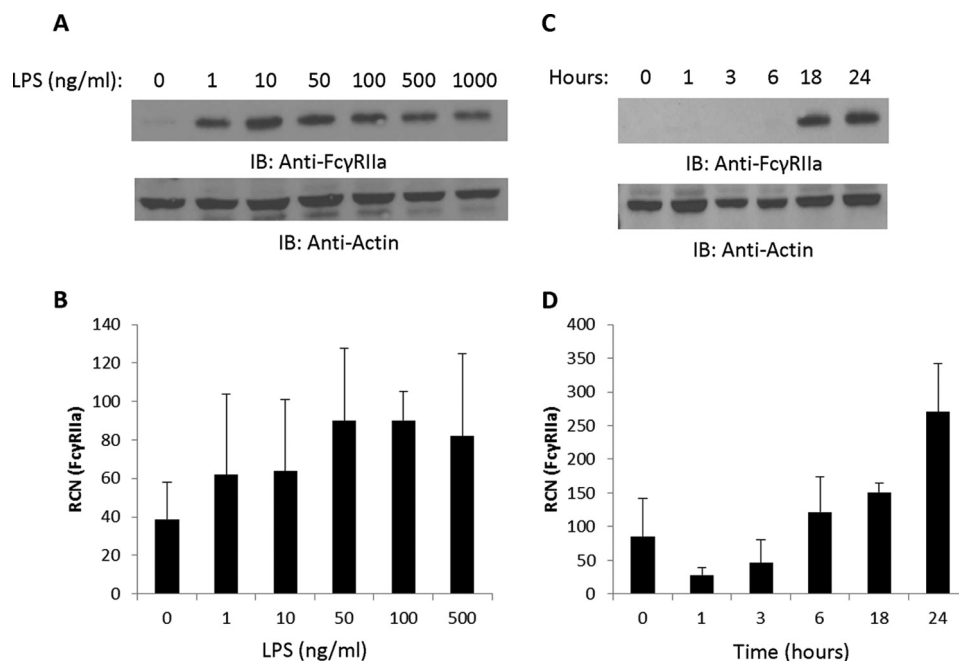 A
LPS (ng/ml): 0 1 10 50 100 500 1000
IB: Anti-FcγRIIa
IB: Anti-Actin
C
Hours: 0 1 3 6 18 24
IB: Anti-FcγRIIa
IB: Anti-Actin
B
RCN (FcγRIIa)
140
120
100
80
60
40
20
0
0 1 10 50 100 500
LPS (ng/ml)
D
RCN (FcγRIIa)
400
350
300
250
200
150
100
50
0
0 1 3 6 18 24
Time (hours)